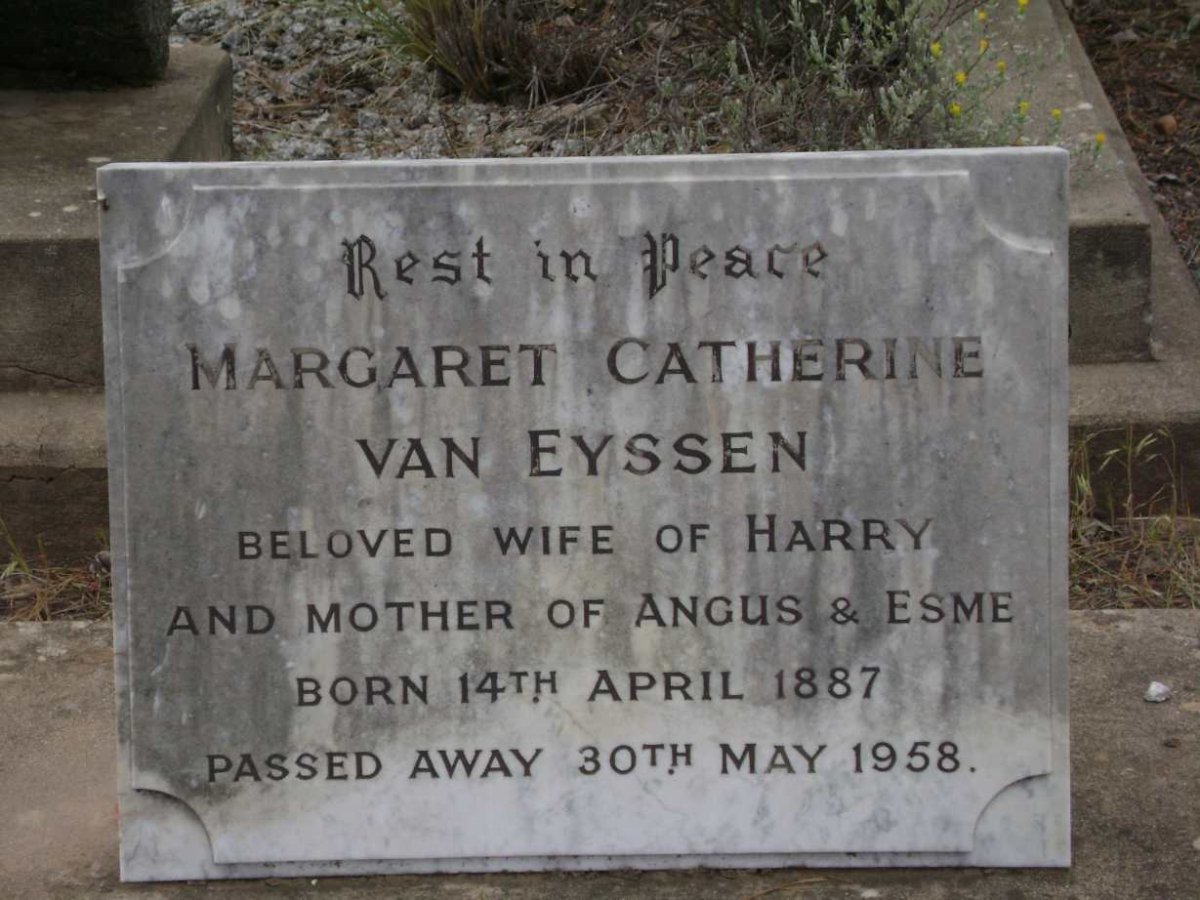 Rest in Peace
MARGARET CATHERINE
VAN EYSSEN
BELOVED WIFE OF HARRY
AND MOTHER OF ANGUS & ESME
BORN 14TH APRIL 1887
PASSED AWAY 30TH MAY 1958.